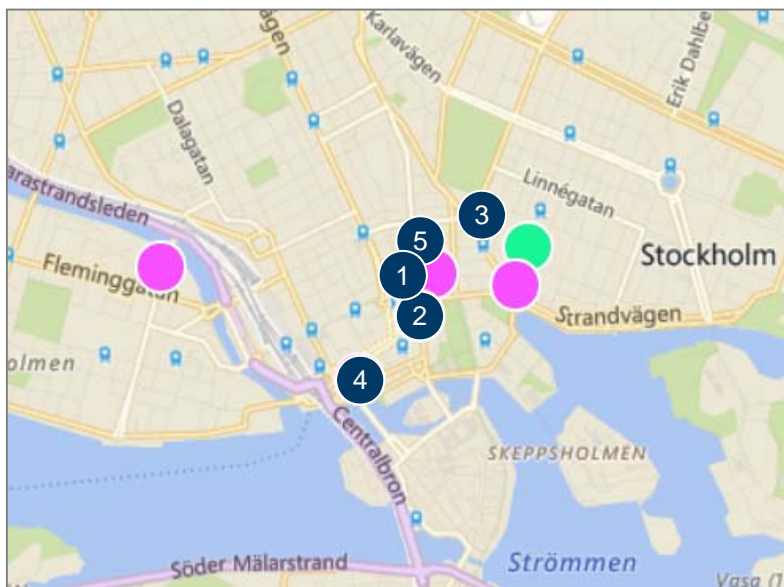 VÄGEN
Karlavägen
Erik Dahlbe
Dalagatan
Linnégatan
arastrandsleden
3
5
Stockholm
1
Fleminggatan
2
Strandvägen
olmen
4
Centralbron
SKEPPSHOLMEN
Söder Mälarstrand
Strömmen
Vasa (1